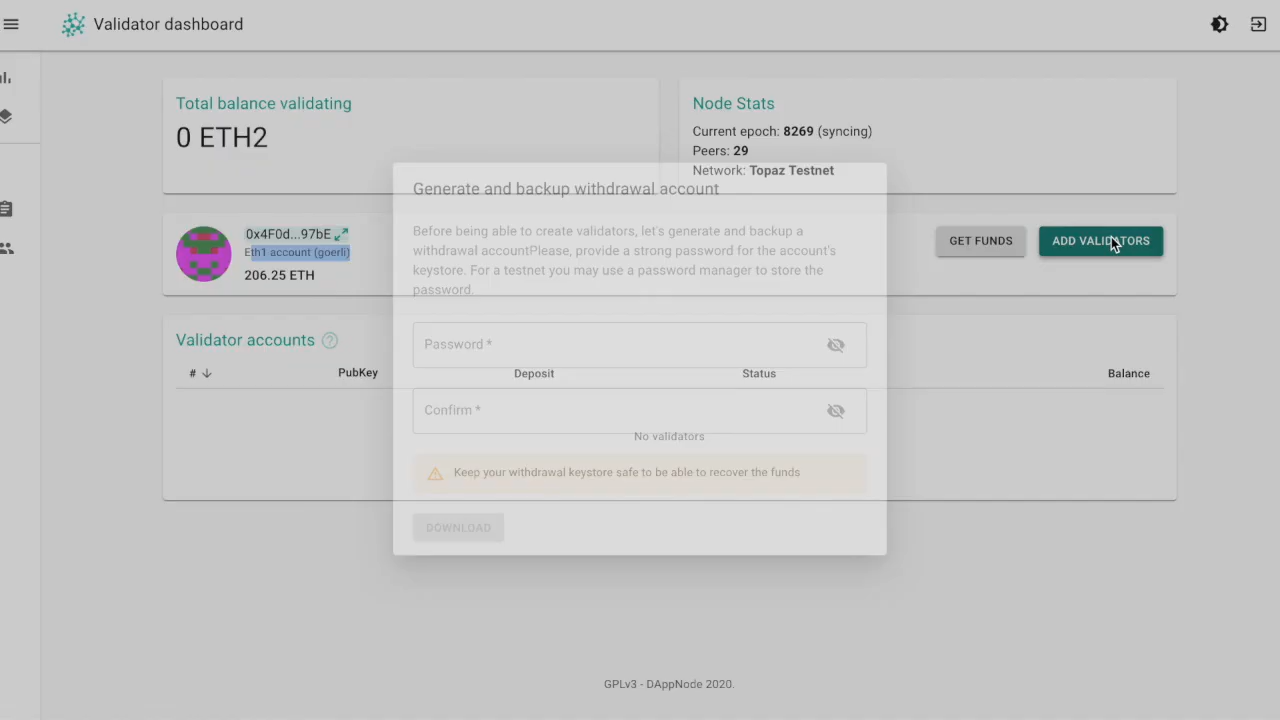 Validator dashboard
Total balance validating
0 ETH2
Node Stats
Current epoch: 8269 (syncing)
Peers: 29
Network: Topaz Testnet
0x4F0d...97bE
Eth1 account (goerli)
206.25 ETH
GET FUNDS
ADD VALIDATORS
Generate and backup withdrawal account
Before being able to create validators, let's generate and backup a
withdrawal accountPlease, provide a strong password for the account's
keystore. For a testnet you may use a password manager to store the
password.
Password *
Confirm *
Keep your withdrawal keystore safe to be able to recover the funds
DOWNLOAD
Validator accounts ?
# PubKey Deposit Status Balance
No validators
GPLv3 - DAppNode 2020.